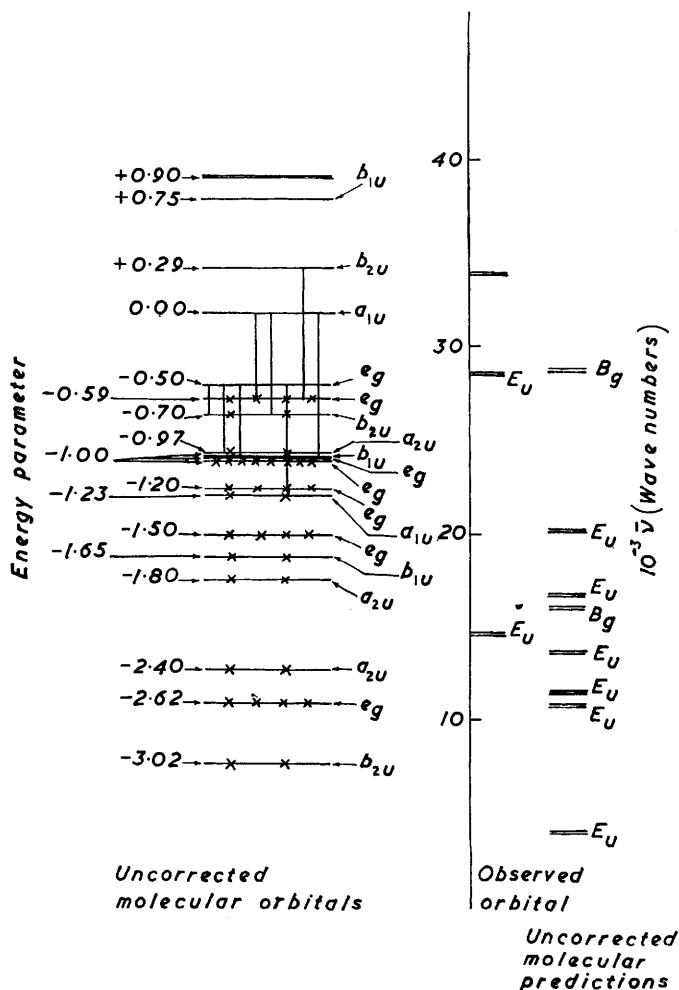 Energy parameter
+0.90
b1u
+0.75
+0.29
b2u
0.00
a1u
-0.50
eg
-0.59
eg
-0.70
b2u
a2u
-0.97
b1u
-1.00
eg
eg
-1.20
eg
-1.23
a1u
-1.50
eg
-1.65
b1u
-1.80
a2u
-2.40
a2u
-2.62
eg
-3.02
b2u
Uncorrected
molecular orbitals
40
30
20
10
10⁻³ ν̄ (Wave numbers)
Eu
Bg
Eu
Eu
Bg
Eu
Eu
Eu
Eu
Eu
Observed
orbital
Uncorrected
molecular
predictions